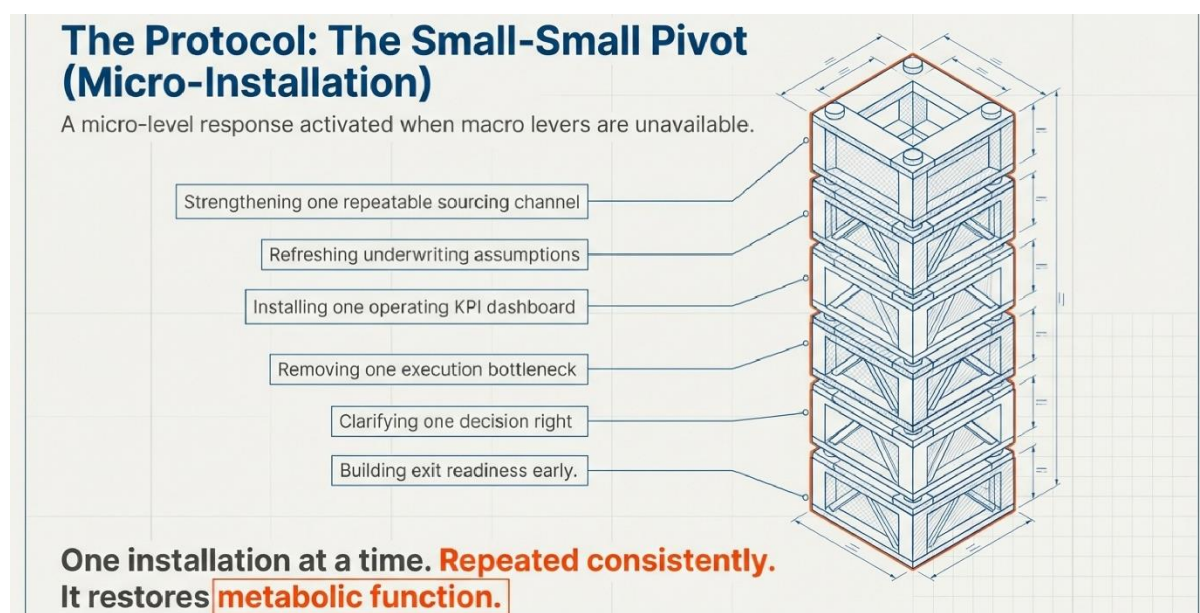 The Protocol: The Small-Small Pivot
(Micro-Installation)
A micro-level response activated when macro levers are unavailable.
Strengthening one repeatable sourcing channel
Refreshing underwriting assumptions
Installing one operating KPI dashboard
Removing one execution bottleneck
Clarifying one decision right
Building exit readiness early.
One installation at a time. Repeated consistently.
It restores metabolic function.